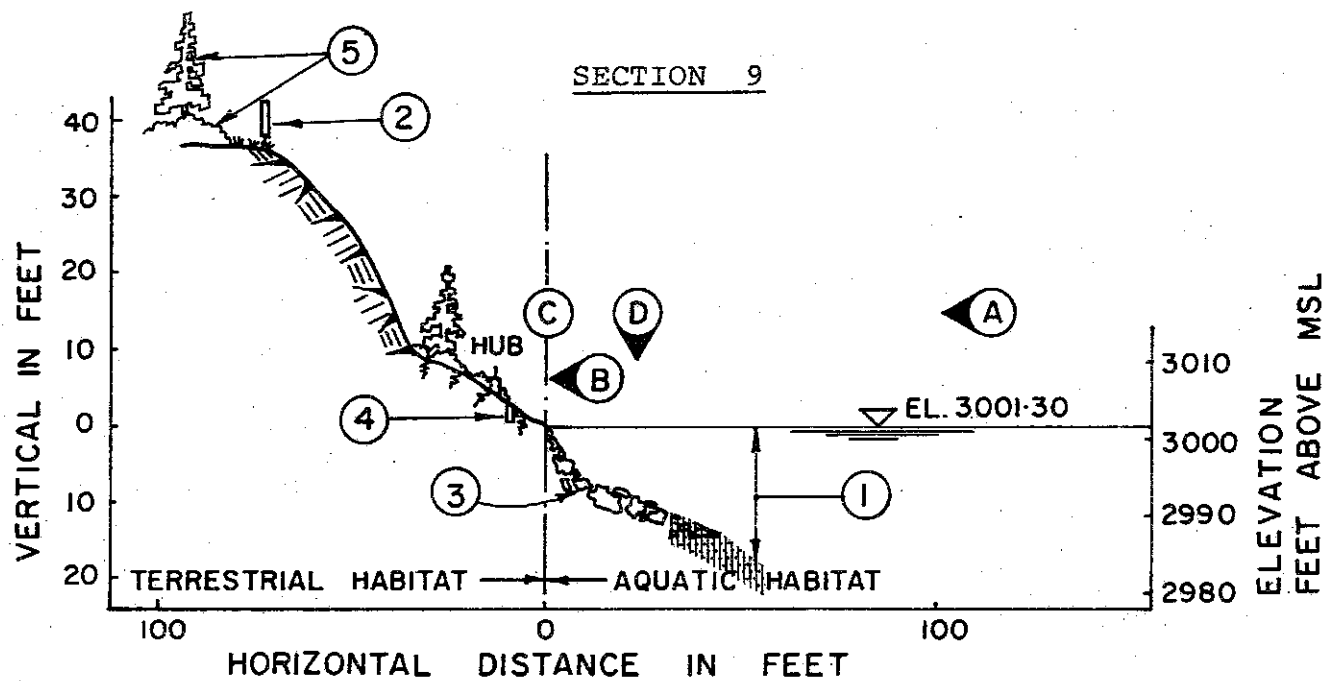 SECTION 9
5
2
40
30
20
10
0
10
20
VERTICAL IN FEET
C
D
A
B
HUB
4
3
1
EL. 3001·30
3010
3000
2990
2980
ELEVATION
FEET ABOVE MSL
TERRESTRIAL HABITAT
AQUATIC HABITAT
100
0
100
HORIZONTAL DISTANCE IN FEET